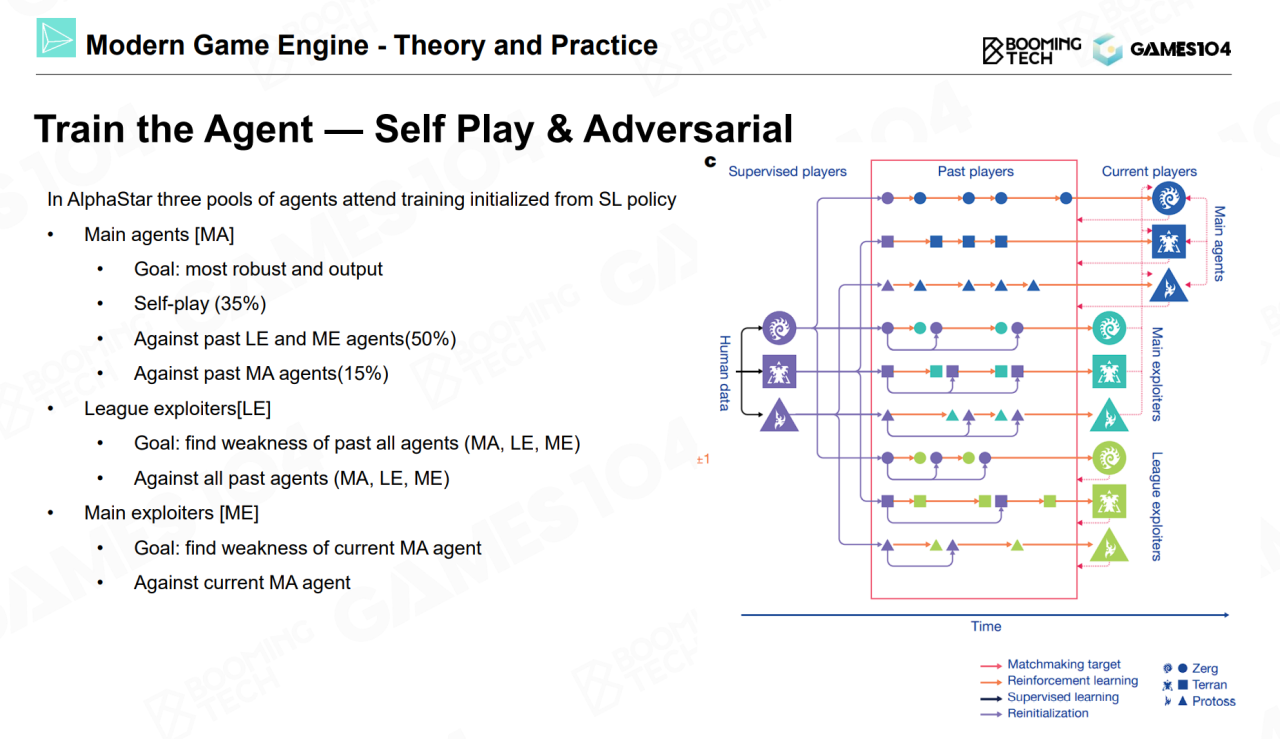 Modern Game Engine - Theory and Practice
BOOMING
TECH
GAMES104
Train the Agent — Self Play & Adversarial
In AlphaStar three pools of agents attend training initialized from SL policy
• Main agents [MA]
• Goal: most robust and output
• Self-play (35%)
• Against past LE and ME agents(50%)
• Against past MA agents(15%)
• League exploiters[LE]
• Goal: find weakness of past all agents (MA, LE, ME)
• Against all past agents (MA, LE, ME)
• Main exploiters [ME]
• Goal: find weakness of current MA agent
• Against current MA agent
c
Supervised players
Past players
Current players
Human data
Main agents
Main exploiters
League exploiters
±1
Time
Matchmaking target
Reinforcement learning
Supervised learning
Reinitialization
Zerg
Terran
Protoss